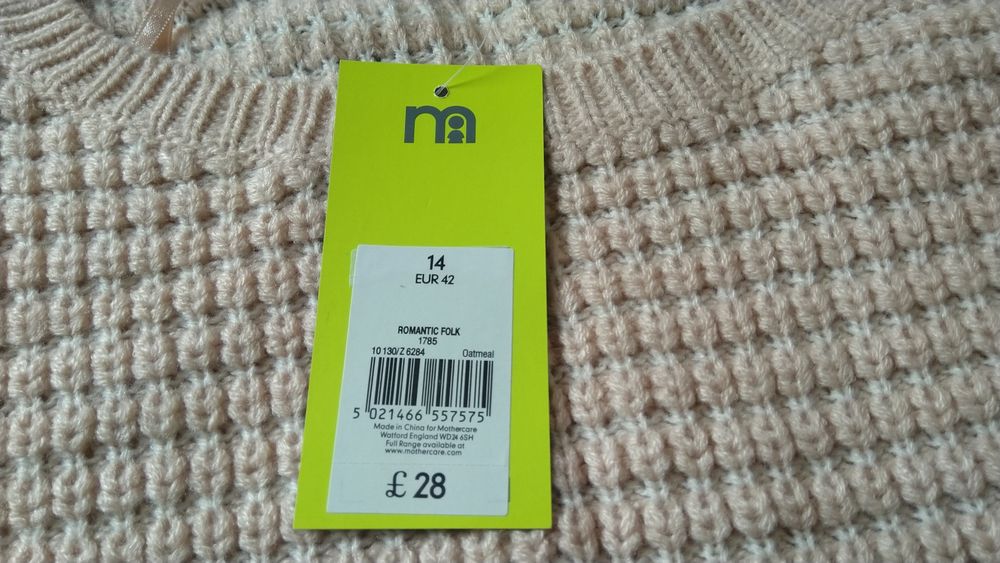 m
14
EUR 42
ROMANTIC FOLK
1785
10 130/Z 6284 Oatmeal
5 021466 557575
Made in China for Mothercare
Watford England WD24 6SH
Full Range available at
www.mothercare.com
£ 28